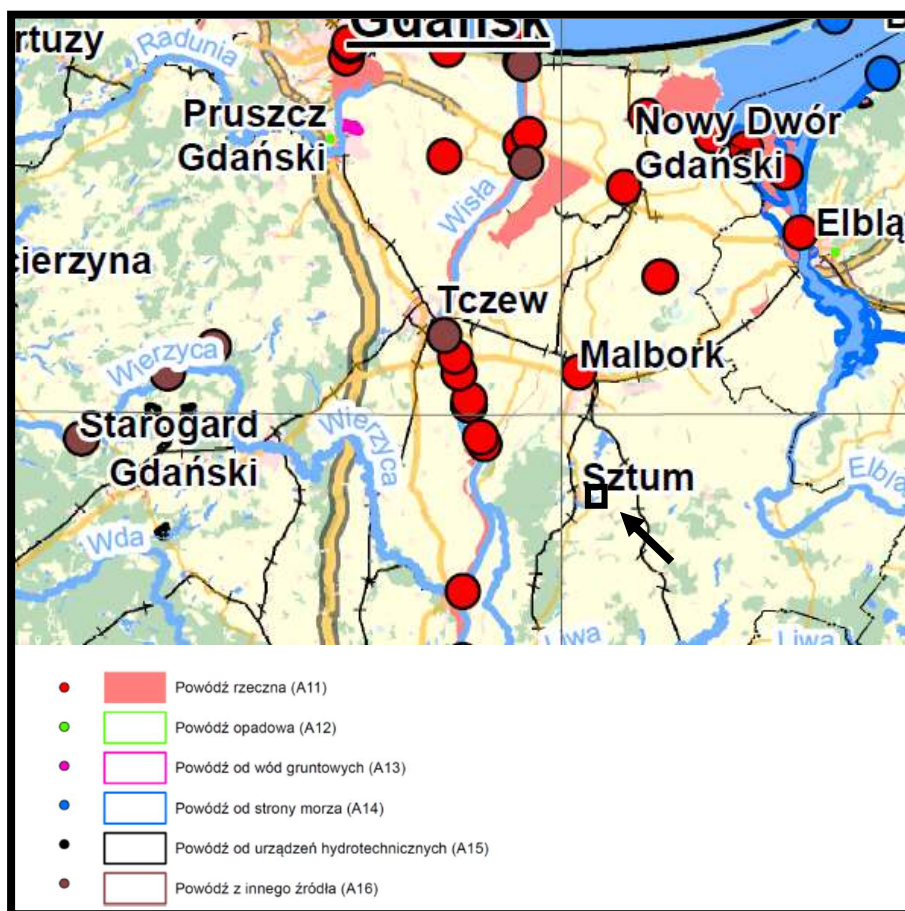 Gdańsk
rtuzy
Radunia
Pruszcz
Gdański
Nowy Dwór
Gdański
Wisła
Elblą
cierzyna
Tczew
Wierzyca
Malbork
Starogard
Gdański
Wierzyca
Sztum
Elblą
Wda
Liwa
Liwa
Powódź rzeczna (A11)
Powódź opadowa (A12)
Powódź od wód gruntowych (A13)
Powódź od strony morza (A14)
Powódź od urządzeń hydrotechnicznych (A15)
Powódź z innego źródła (A16)